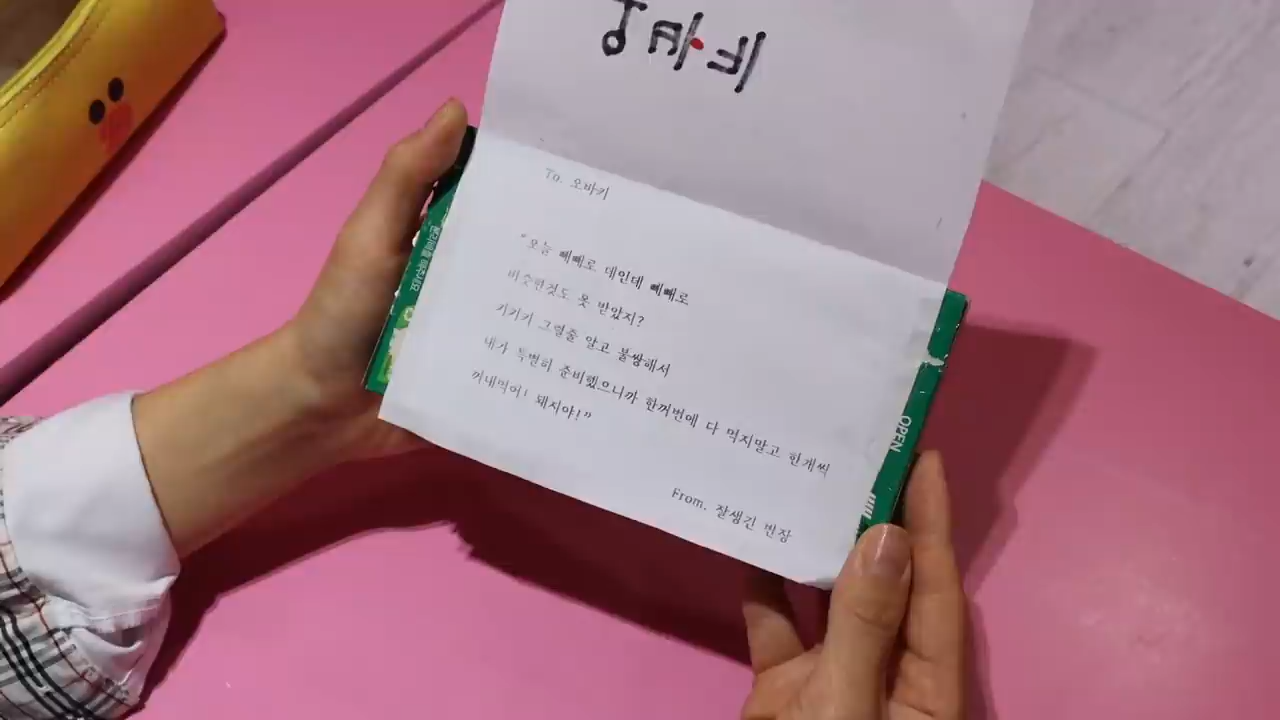 To. 오바키
"오늘 빼빼로 데인데 빼빼로
비슷한것도 못 받았지?
키키키 그럴줄 알고 불쌍해서
내가 특별히 준비했으니까 한꺼번에 다 먹지말고 한개씩
꺼내먹어! 돼지야!"
From. 잘생긴 반장
OPEN